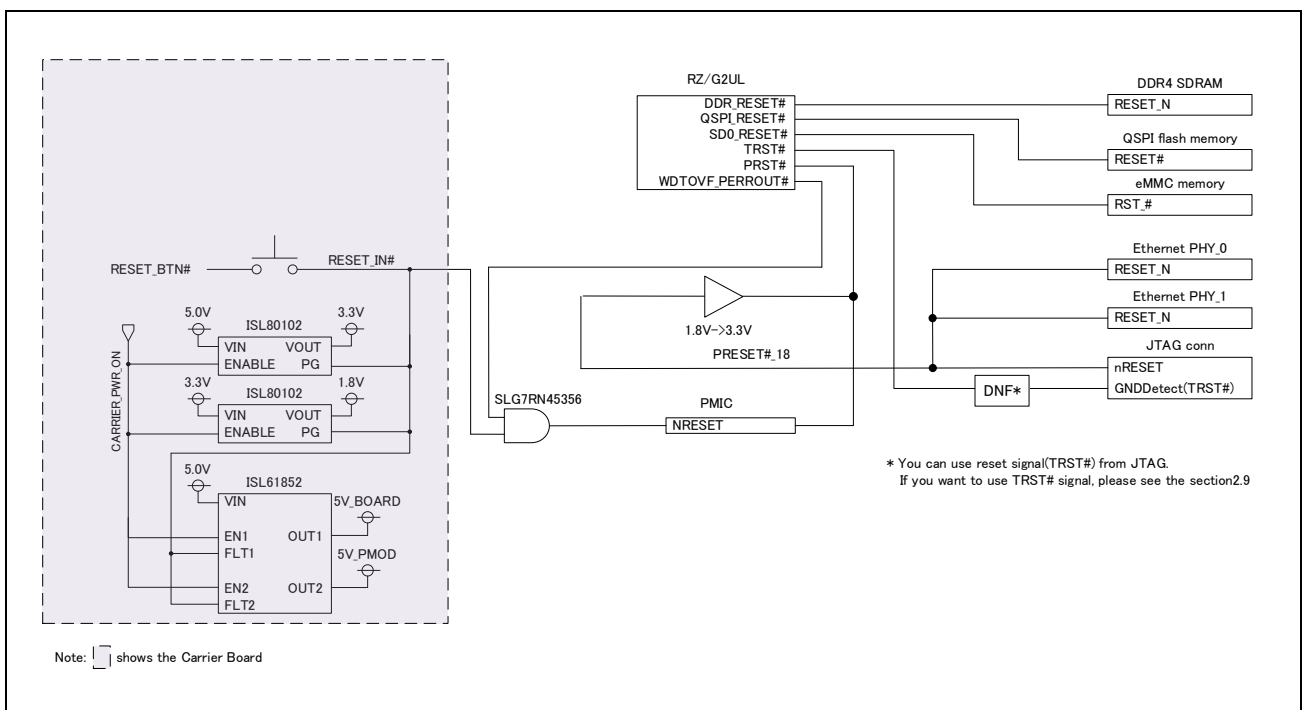 RZ/G2UL
DDR_RESET#
QSPI_RESET#
SD0_RESET#
TRST#
PRST#
WDTOVF_PERROUT#
DDR4 SDRAM
RESET_N
QSPI flash memory
RESET#
eMMC memory
RST_#
Ethernet PHY_0
RESET_N
Ethernet PHY_1
RESET_N
JTAG conn
nRESET
GNDDetect(TRST#)
DNF*
1.8V->3.3V
PRESET#_18
RESET_BTN#
RESET_IN#
CARRIER_PWR_ON
5.0V
ISL80102
3.3V
VIN
VOUT
ENABLE
PG
3.3V
ISL80102
1.8V
VIN
VOUT
ENABLE
PG
5.0V
ISL61852
VIN
5V_BOARD
EN1
OUT1
FLT1
5V_PMOD
EN2
OUT2
FLT2
SLG7RN45356
PMIC
NRESET
* You can use reset signal(TRST#) from JTAG.
If you want to use TRST# signal, please see the section2.9
Note: shows the Carrier Board